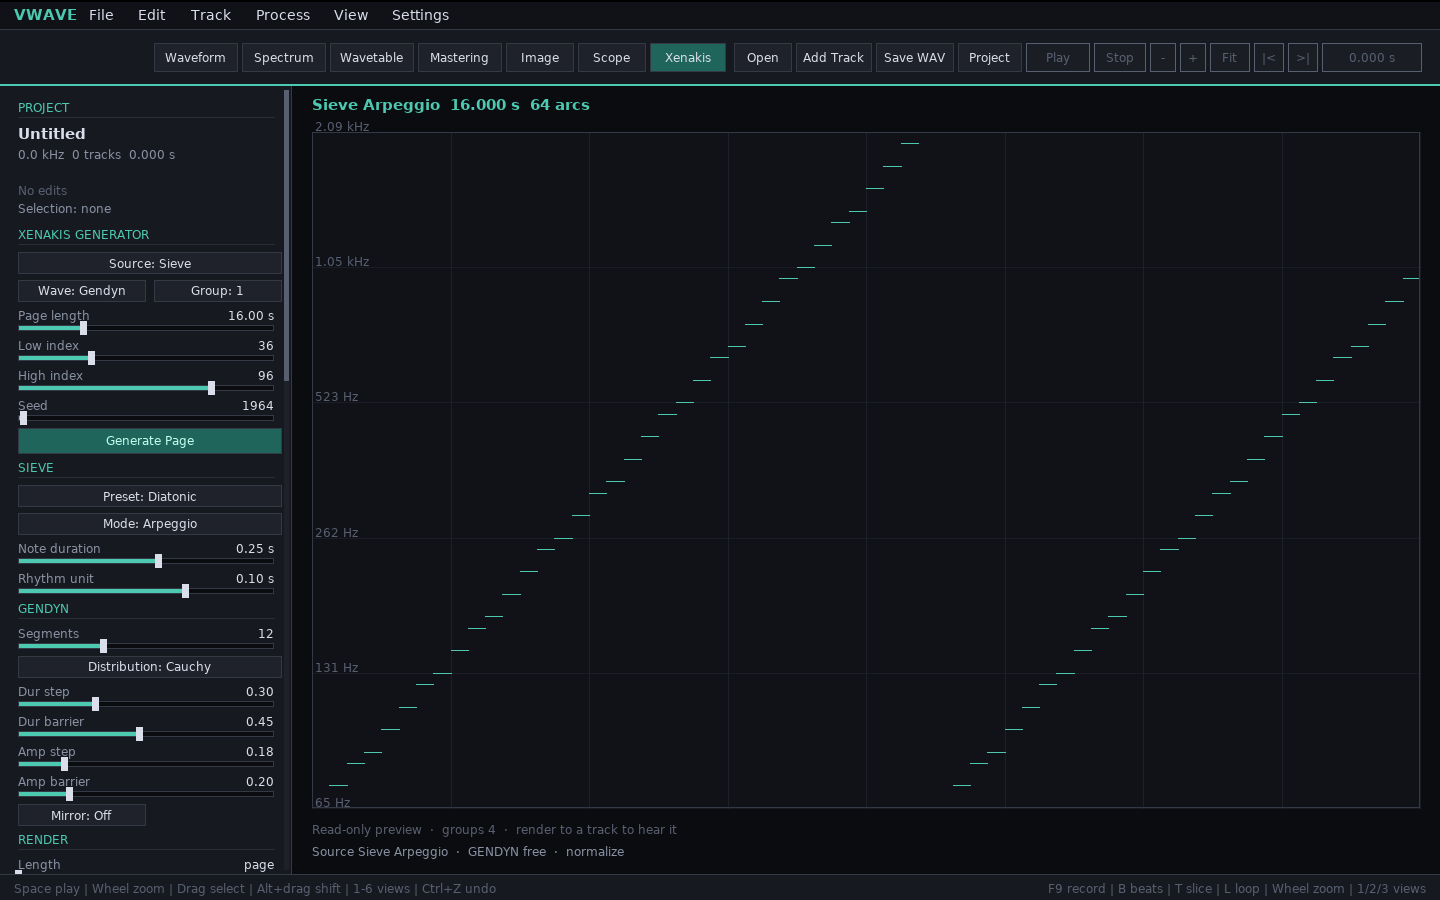 VWAVE File Edit Track Process View Settings
Waveform Spectrum Wavetable Mastering Image Scope Xenakis Open Add Track Save WAV Project Play Stop - + Fit |< >| 0.000 s
PROJECT
Untitled
0.0 kHz 0 tracks 0.000 s
No edits
Selection: none
XENAKIS GENERATOR
Source: Sieve
Wave: Gendyn Group: 1
Page length 16.00 s
Low index 36
High index 96
Seed 1964
Generate Page
SIEVE
Preset: Diatonic
Mode: Arpeggio
Note duration 0.25 s
Rhythm unit 0.10 s
GENDYN
Segments 12
Distribution: Cauchy
Dur step 0.30
Dur barrier 0.45
Amp step 0.18
Amp barrier 0.20
Mirror: Off
RENDER
Length page
Sieve Arpeggio 16.000 s 64 arcs
2.09 kHz
1.05 kHz
523 Hz
262 Hz
131 Hz
65 Hz
Read-only preview · groups 4 · render to a track to hear it
Source Sieve Arpeggio · GENDYN free · normalize
Space play | Wheel zoom | Drag select | Alt+drag shift | 1-6 views | Ctrl+Z undo
F9 record | B beats | T slice | L loop | Wheel zoom | 1/2/3 views